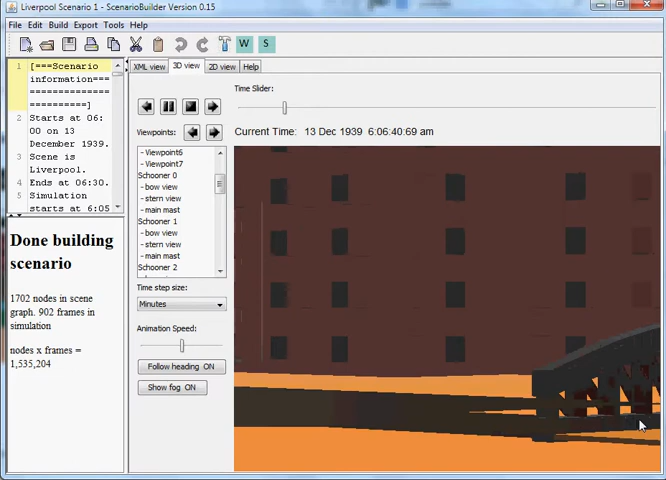 Liverpool Scenario 1 - ScenarioBuilder Version 0.15
File Edit Build Export Tools Help
W S
XML view 3D view 2D view Help
1 [===Scenario
information===
==============
==========]
2 Starts at 06:
00 on 13
December 1939.
3 Scene is
Liverpool.
4 Ends at 06:30.
5 Simulation
starts at 6:05
Done building
scenario
1702 nodes in scene
graph. 902 frames in
simulation
nodes x frames =
1,535,204
Viewpoints:
- Viewpoint6
- Viewpoint7
Schooner 0
- bow view
- stern view
- main mast
Schooner 1
- bow view
- stern view
- main mast
Schooner 2
Time step size:
Minutes
Animation Speed:
Follow heading ON
Show fog ON
Time Slider:
Current Time: 13 Dec 1939 6:06:40:69 am